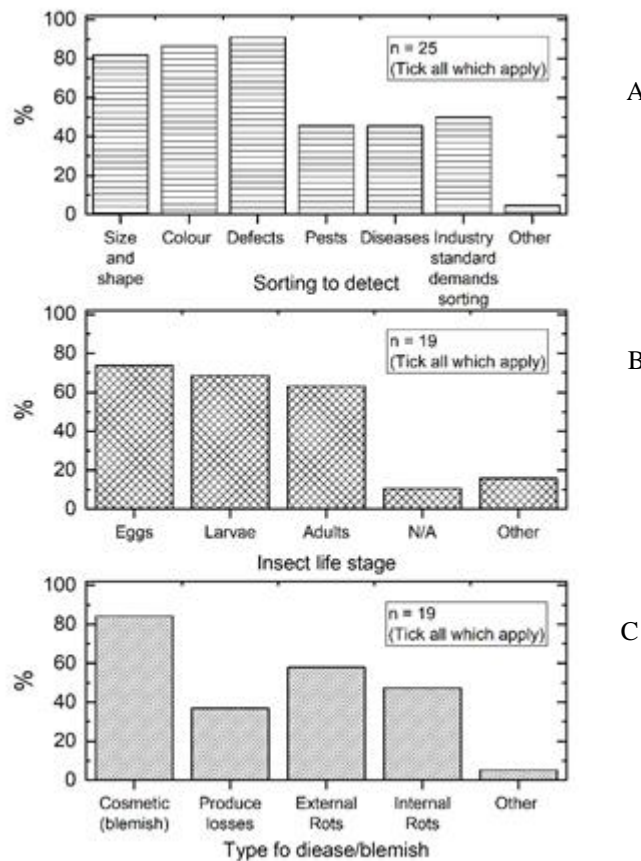 100
80
60
40
20
0
%
n = 25
(Tick all which apply)
A
Size and shape
Colour
Defects
Pests
Diseases
Industry standard demands sorting
Other
Sorting to detect
100
80
60
40
20
0
%
n = 19
(Tick all which apply)
B
Eggs
Larvae
Adults
N/A
Other
Insect life stage
100
80
60
40
20
0
%
n = 19
(Tick all which apply)
C
Cosmetic (blemish)
Produce losses
External Rots
Internal Rots
Other
Type fo diease/blemish